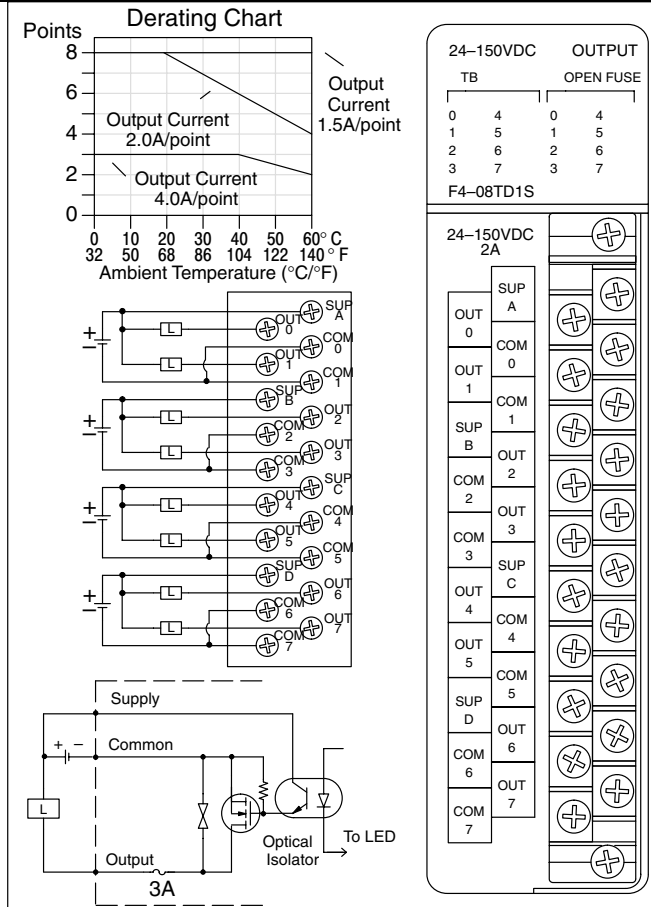 Derating Chart
Points
8
6
4
2
0
Output Current
2.0A/point
Output Current
4.0A/point
Output
Current
1.5A/point
0 10 20 30 40 50 60°C
32 50 68 86 104 122 140°F
Ambient Temperature (°C/°F)
+
–
L
L
SUP A
OUT 0
COM 0
OUT 1
COM 1
+
–
L
L
SUP B
OUT 2
COM 2
OUT 3
COM 3
+
–
L
L
SUP C
OUT 4
COM 4
OUT 5
COM 5
+
–
L
L
SUP D
OUT 6
COM 6
OUT 7
COM 7
Supply
+ –
Common
L
Output
3A
Optical
Isolator
To LED
24–150VDC OUTPUT
TB OPEN FUSE
0 4 0 4
1 5 1 5
2 6 2 6
3 7 3 7
F4–08TD1S
24–150VDC
2A
SUP
A
OUT
0
COM
0
OUT
1
COM
1
SUP
B
OUT
2
COM
2
OUT
3
COM
3
SUP
C
OUT
4
COM
4
OUT
5
COM
5
SUP
D
OUT
6
COM
6
OUT
7
COM
7